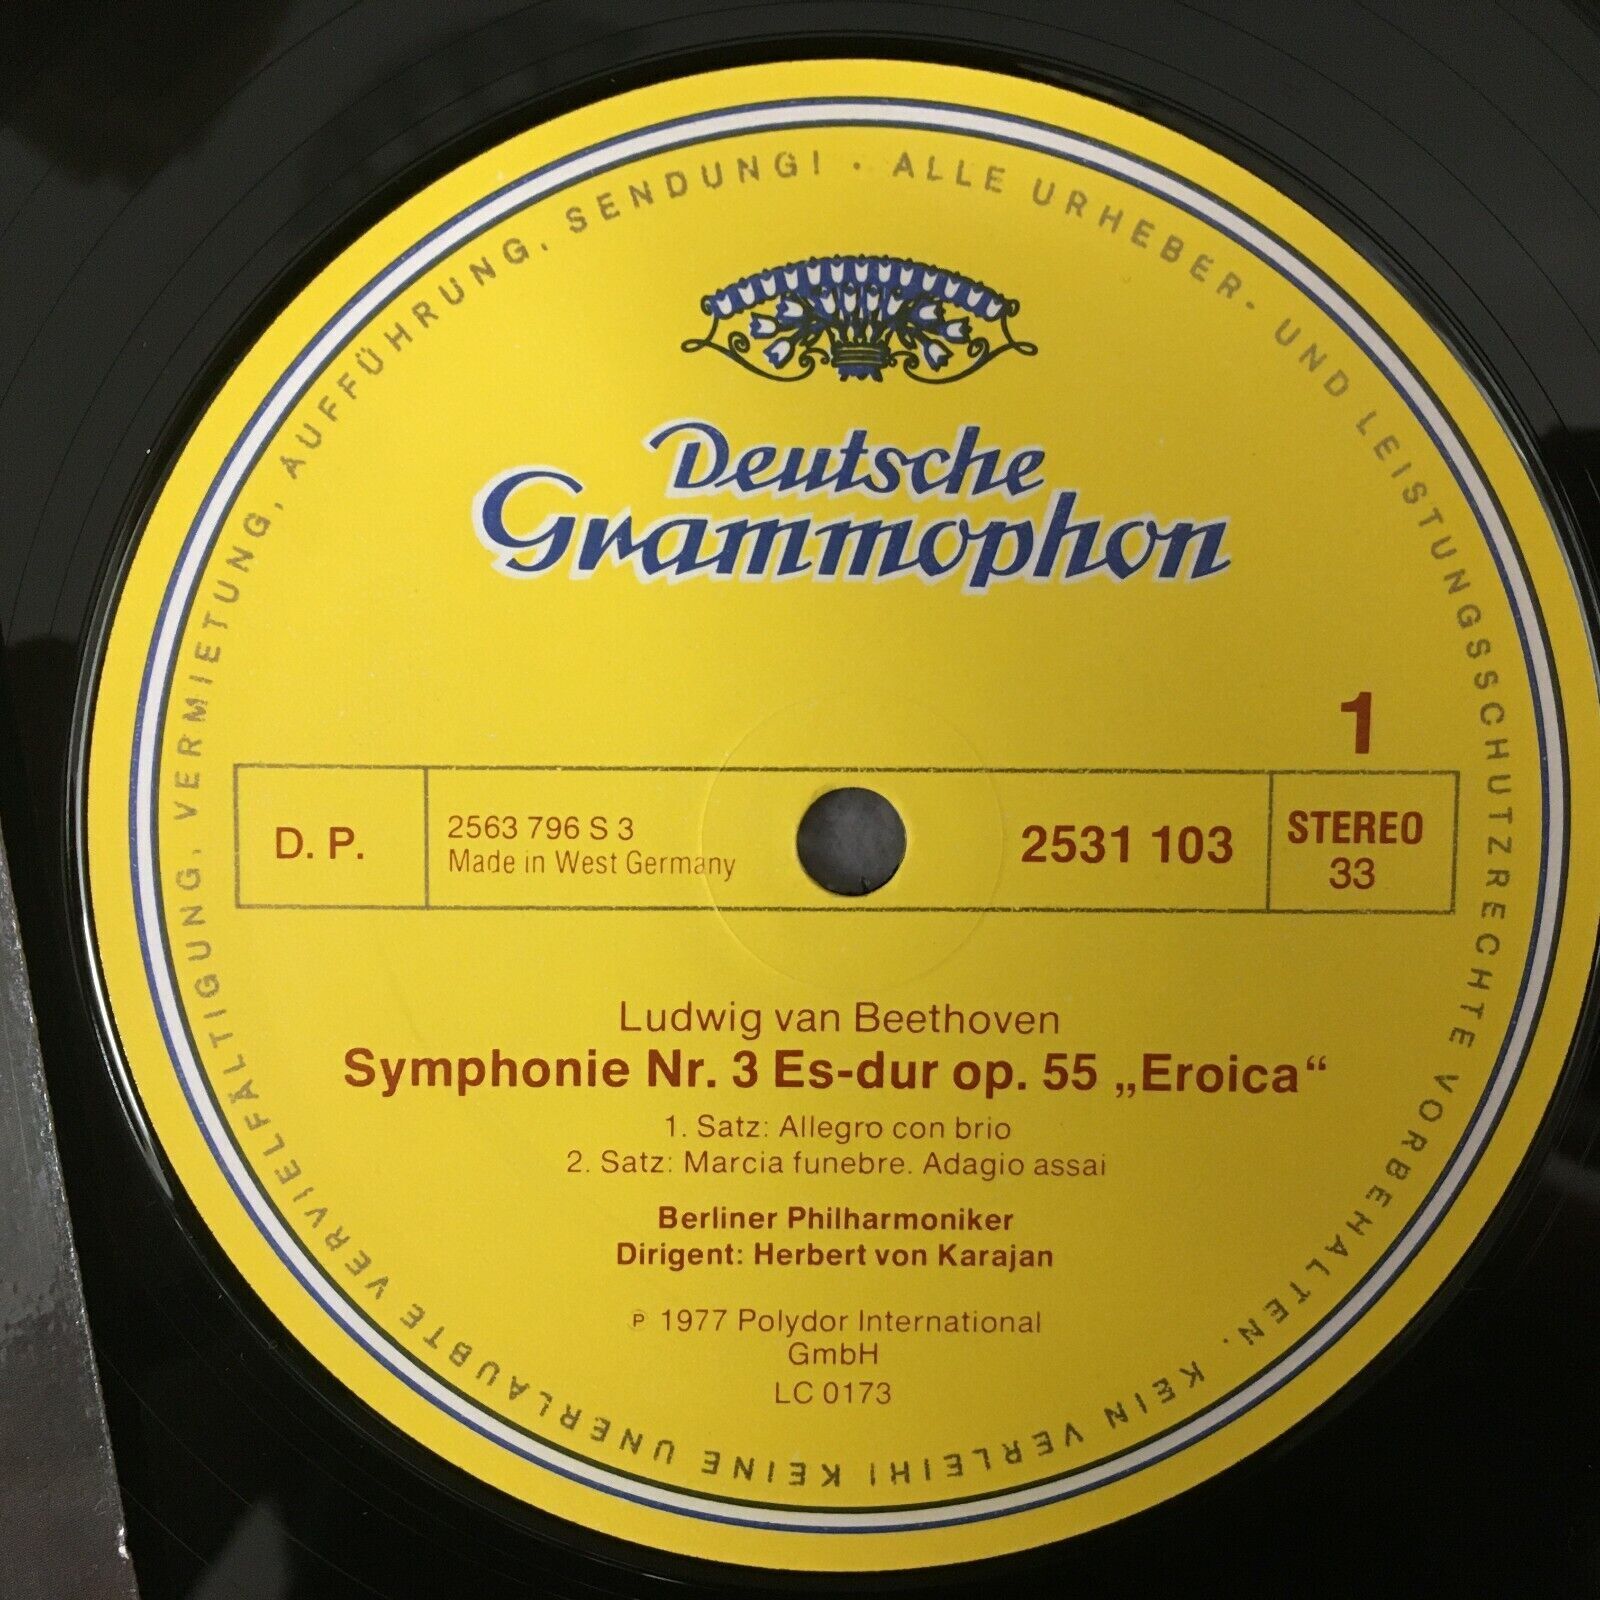 ALLE URHEBER- UND LEISTUNGSSCHUTZRECHTE VORBEHALTEN. KEIN VERLEIH! KEINE UNERLAUBTE VERVIELFÄLTIGUNG, VERMIETUNG, AUFFÜHRUNG, SENDUNG! ·
Deutsche
Grammophon
1
D. P.
2563 796 S 3
Made in West Germany
2531 103
STEREO
33
Ludwig van Beethoven
Symphonie Nr. 3 Es-dur op. 55 „Eroica“
1. Satz: Allegro con brio
2. Satz: Marcia funebre. Adagio assai
Berliner Philharmoniker
Dirigent: Herbert von Karajan
℗ 1977 Polydor International
GmbH
LC 0173